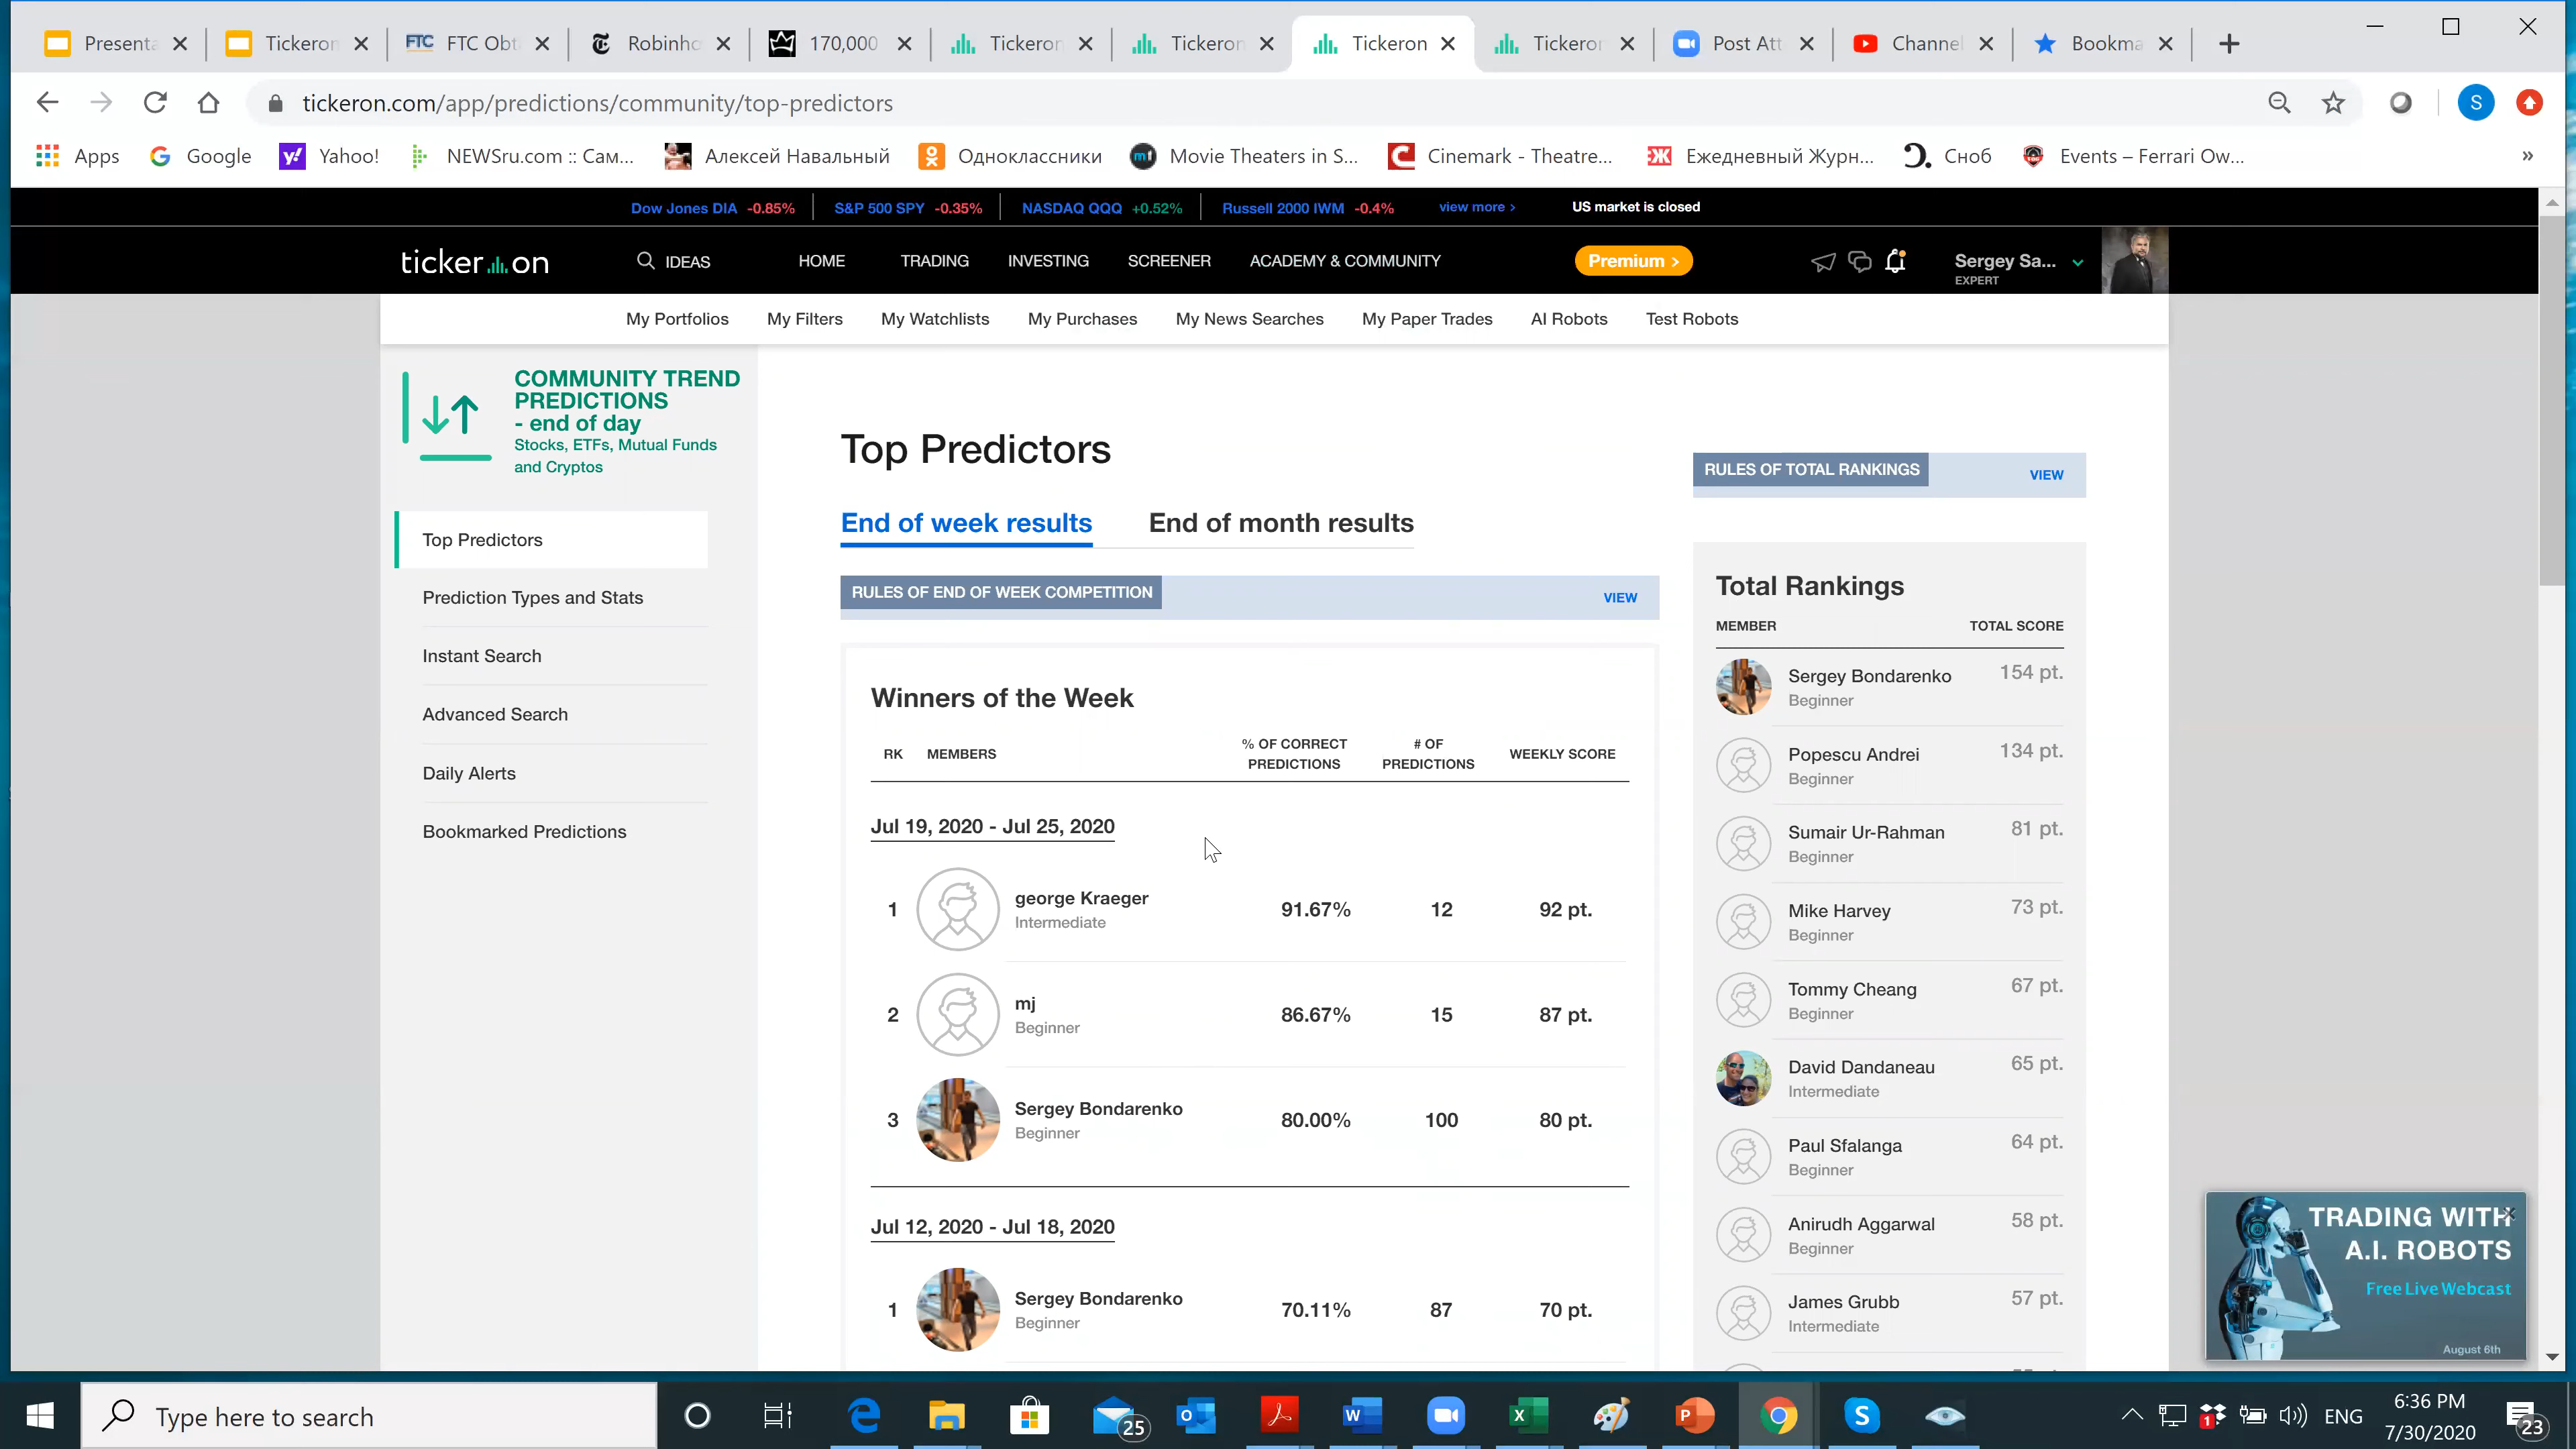 Presenta
Tickeron
FTC FTC Obt
Robinho
170,000
Tickeron
Tickeron
Tickeron
Tickeron
Post Att
Channel
Bookma
tickeron.com/app/predictions/community/top-predictors
S
Apps
Google
Yahoo!
NEWSru.com :: Сам...
Алексей Навальный
Одноклассники
Movie Theaters in S...
Cinemark - Theatre...
Ежедневный Журн...
Сноб
Events – Ferrari Ow...
»
Dow Jones DIA -0.85%
S&P 500 SPY -0.35%
NASDAQ QQQ +0.52%
Russell 2000 IWM -0.4%
view more >
US market is closed
tickeron
IDEAS
HOME
TRADING
INVESTING
SCREENER
ACADEMY & COMMUNITY
Premium >
Sergey Sa...
EXPERT
My Portfolios
My Filters
My Watchlists
My Purchases
My News Searches
My Paper Trades
AI Robots
Test Robots
COMMUNITY TREND
PREDICTIONS
- end of day
Stocks, ETFs, Mutual Funds
and Cryptos
Top Predictors
Prediction Types and Stats
Instant Search
Advanced Search
Daily Alerts
Bookmarked Predictions
Top Predictors
End of week results
End of month results
RULES OF END OF WEEK COMPETITION
VIEW
Winners of the Week
RK MEMBERS % OF CORRECT PREDICTIONS # OF PREDICTIONS WEEKLY SCORE
Jul 19, 2020 - Jul 25, 2020
1 george Kraeger 91.67% 12 92 pt.
Intermediate
2 mj 86.67% 15 87 pt.
Beginner
3 Sergey Bondarenko 80.00% 100 80 pt.
Beginner
Jul 12, 2020 - Jul 18, 2020
1 Sergey Bondarenko 70.11% 87 70 pt.
Beginner
RULES OF TOTAL RANKINGS
VIEW
Total Rankings
MEMBER TOTAL SCORE
Sergey Bondarenko 154 pt.
Beginner
Popescu Andrei 134 pt.
Beginner
Sumair Ur-Rahman 81 pt.
Beginner
Mike Harvey 73 pt.
Beginner
Tommy Cheang 67 pt.
Beginner
David Dandaneau 65 pt.
Intermediate
Paul Sfalanga 64 pt.
Beginner
Anirudh Aggarwal 58 pt.
Beginner
James Grubb 57 pt.
Intermediate
TRADING WITH
A.I. ROBOTS
Free Live Webcast
August 6th
Type here to search
25
1
ENG
6:36 PM
7/30/2020
23